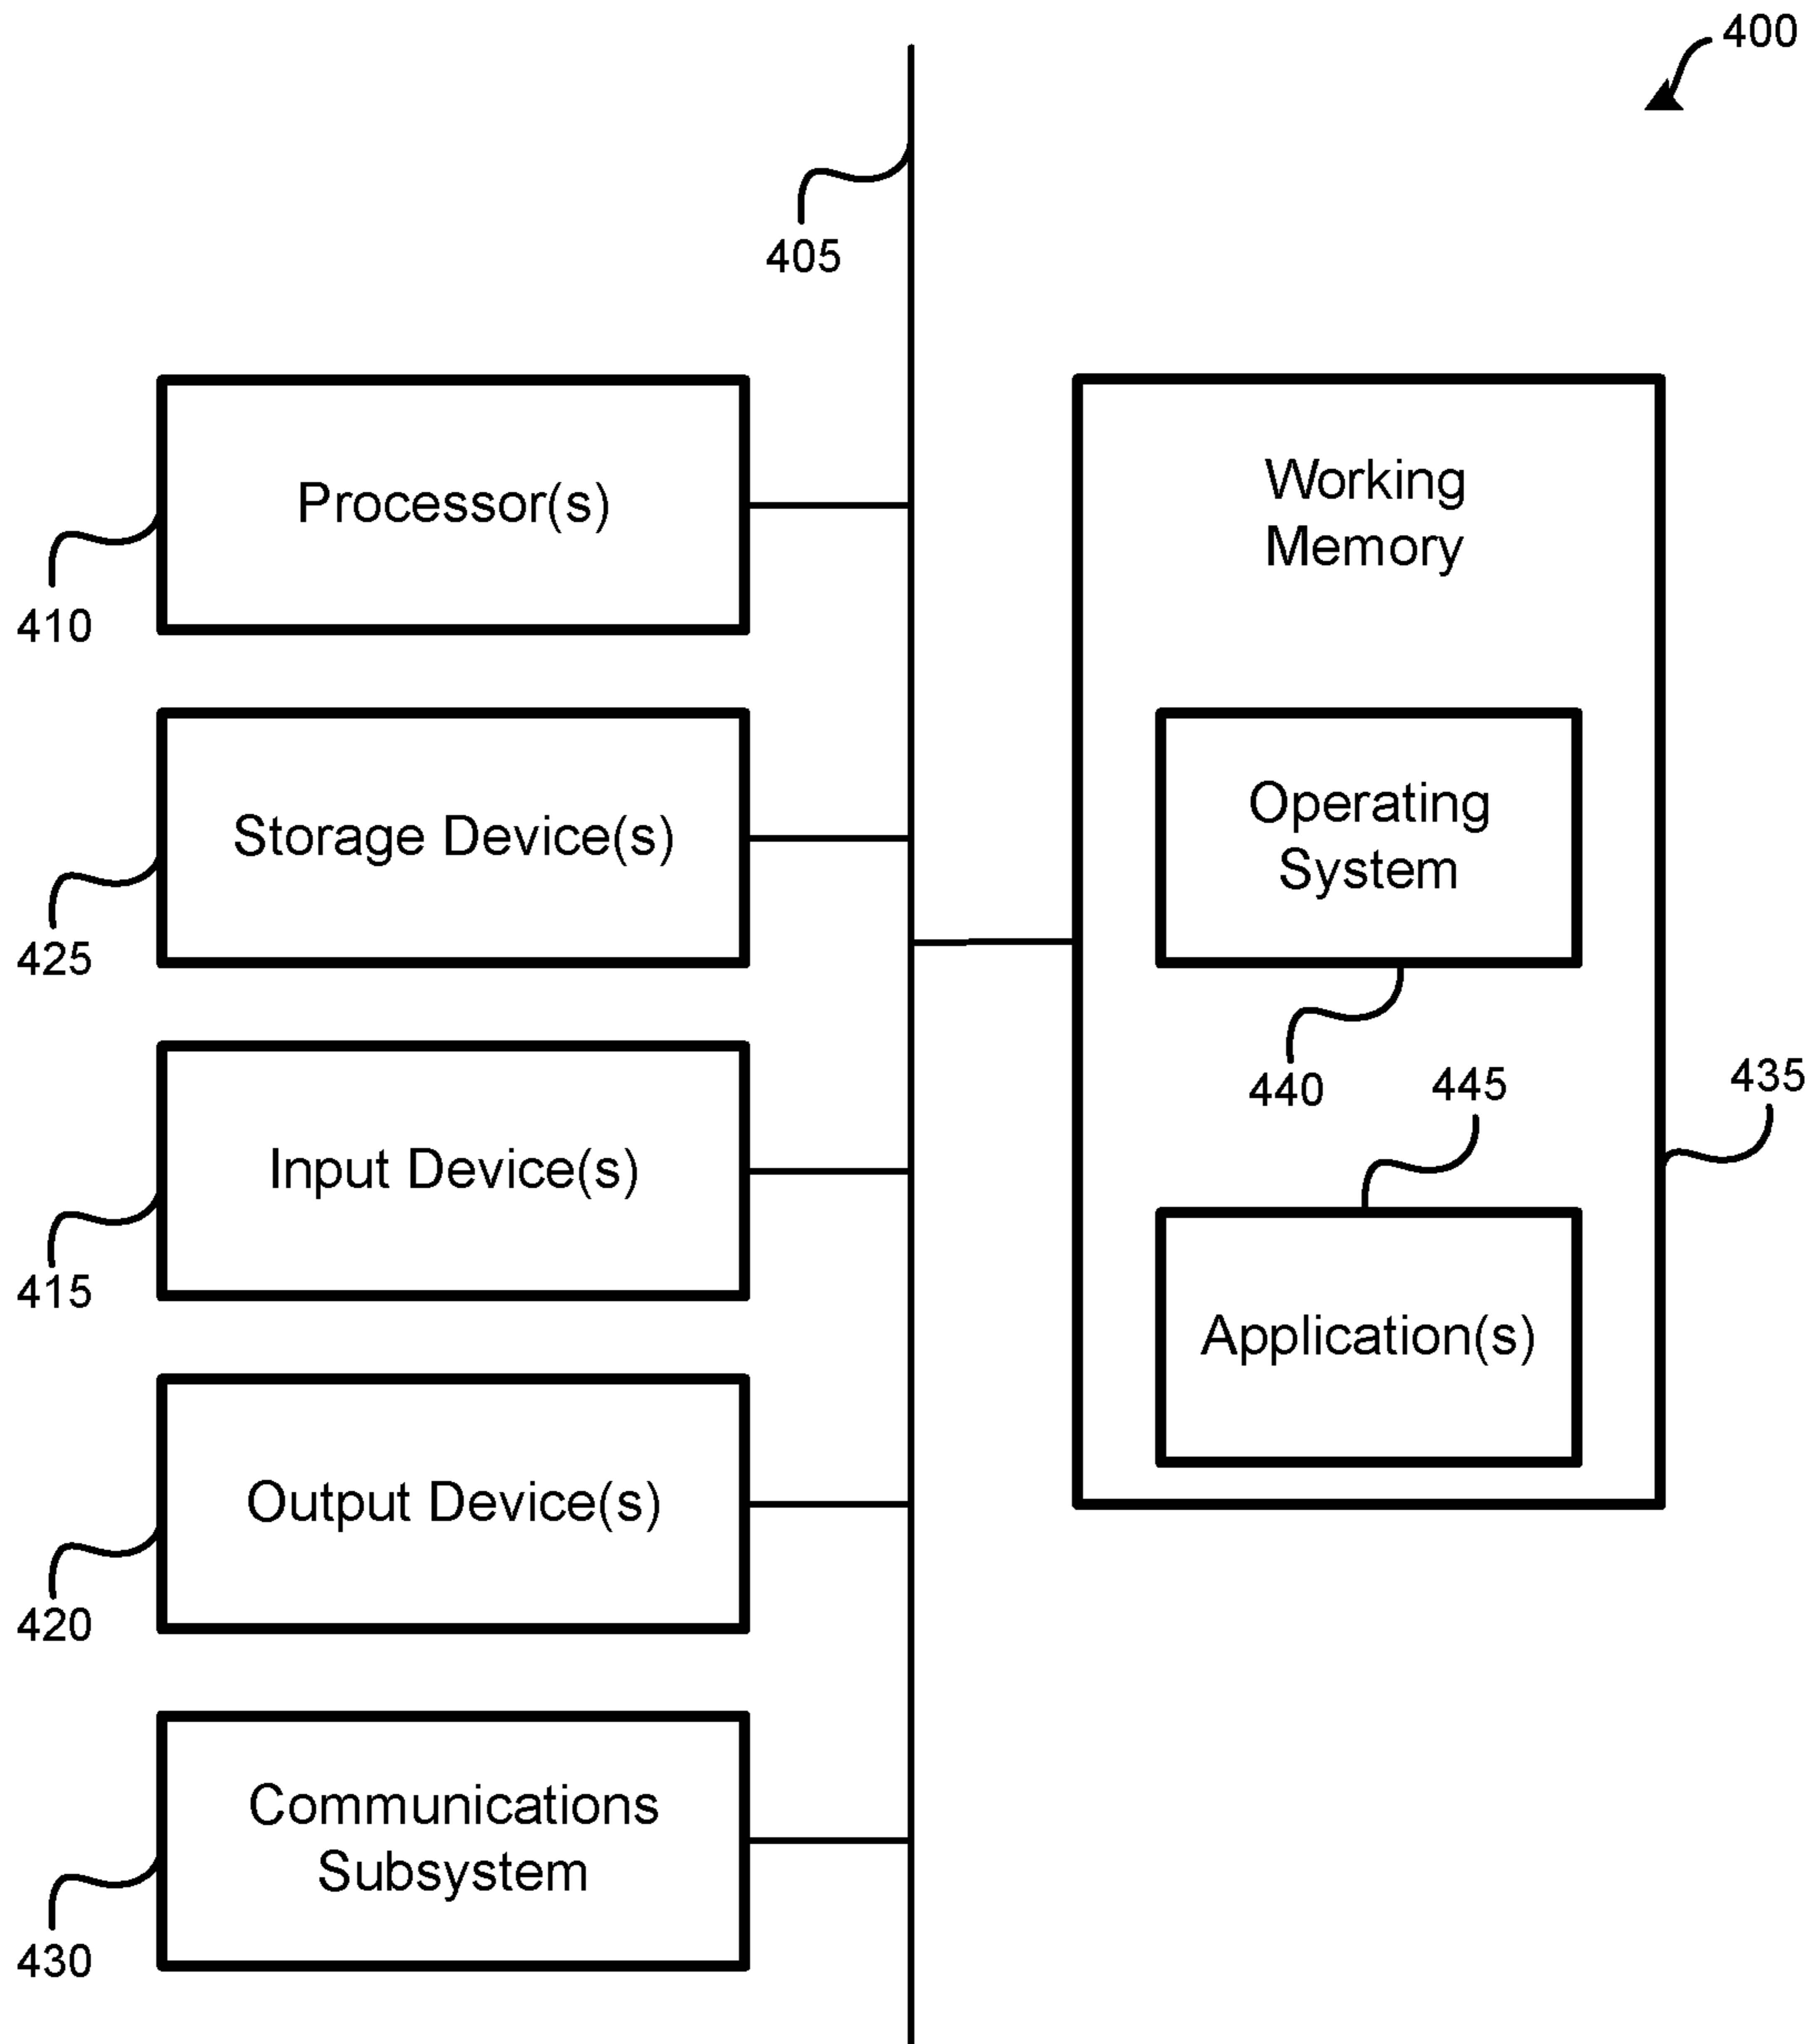 400
405
Processor(s)
410
Storage Device(s)
425
Input Device(s)
415
Output Device(s)
420
Communications
Subsystem
430
Working
Memory
Operating
System
440
445
435
Application(s)